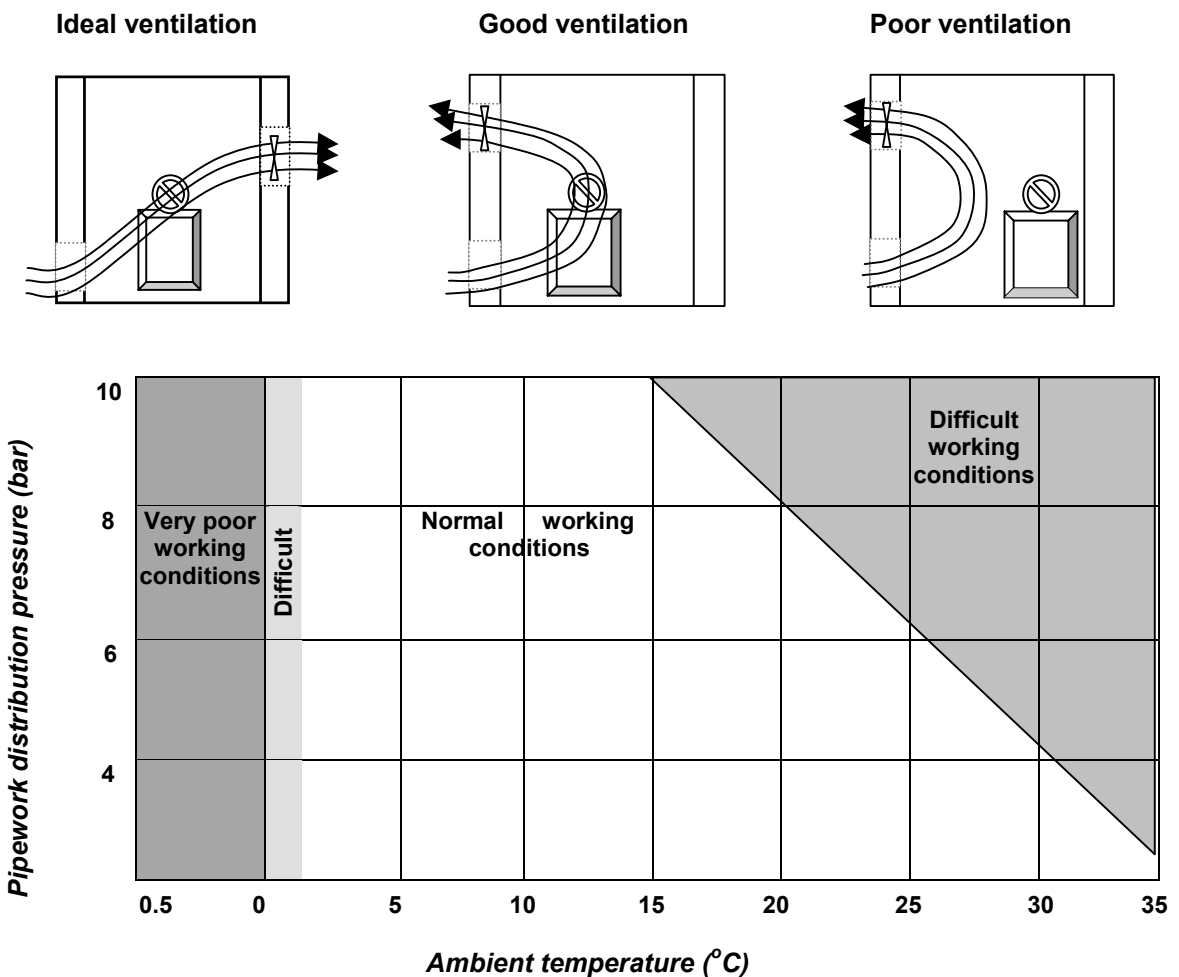 Ideal ventilation
Good ventilation
Poor ventilation
Pipework distribution pressure (bar)
10
8
6
4
Very poor
working
conditions
Difficult
Normal working
conditions
Difficult
working
conditions
0.5 0 5 10 15 20 25 30 35
Ambient temperature (°C)